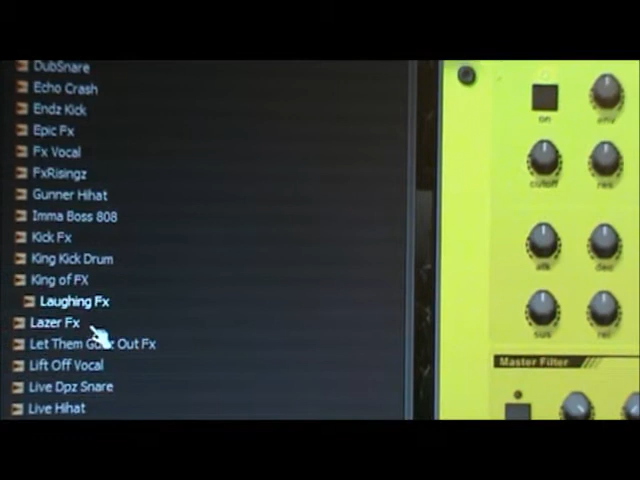 DubSnare
Echo Crash
Endz Kick
Epic Fx
Fx Vocal
FxRisingz
Gunner Hihat
Imma Boss 808
Kick Fx
King Kick Drum
King of FX
Laughing Fx
Lazer Fx
Let Them Out Fx
Lift Off Vocal
Live Dpz Snare
Live Hihat
on
env
cutoff
res
atk
dec
sus
rel
Master Filter